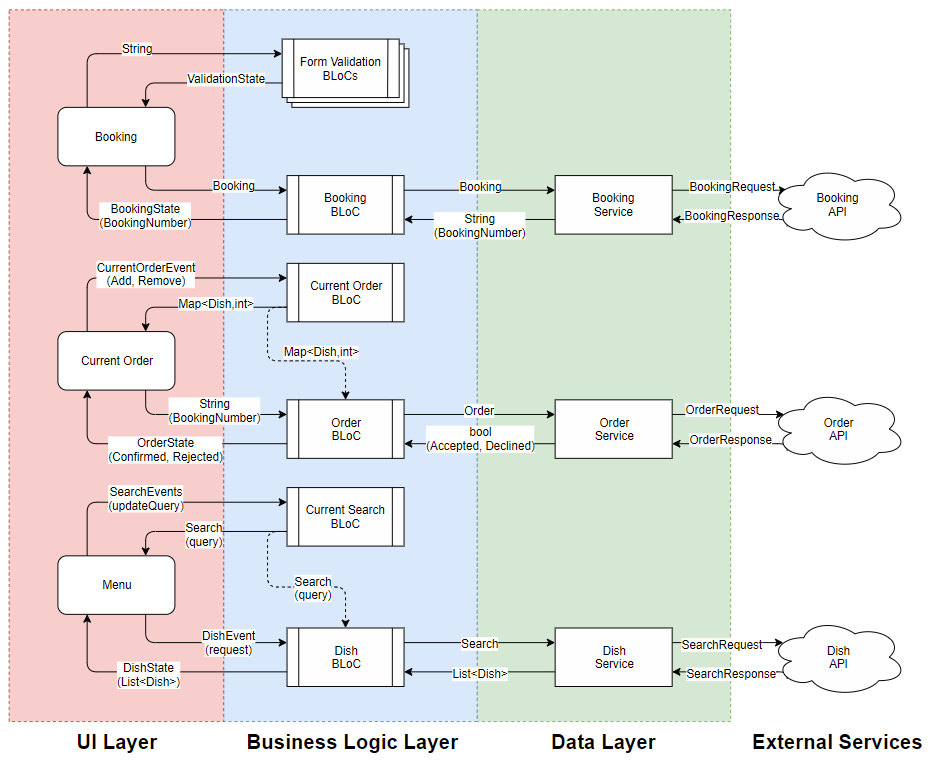 String
Form Validation
BLoCs
ValidationState
Booking
Booking
Booking
BookingRequest
Booking
BLoC
Booking
Service
Booking
API
BookingState
(BookingNumber)
String
(BookingNumber)
BookingResponse
CurrentOrderEvent
(Add, Remove)
Current Order
BLoC
Map<Dish,int>
Map<Dish,int>
Current Order
String
(BookingNumber)
Order
OrderRequest
Order
BLoC
Order
Service
Order
API
OrderState
(Confirmed, Rejected)
bool
(Accepted, Declined)
OrderResponse
SearchEvents
(updateQuery)
Current Search
BLoC
Search
(query)
Search
(query)
Menu
DishEvent
(request)
Search
SearchRequest
Dish
BLoC
Dish
Service
Dish
API
DishState
(List<Dish>)
List<Dish>
SearchResponse
UI Layer
Business Logic Layer
Data Layer
External Services